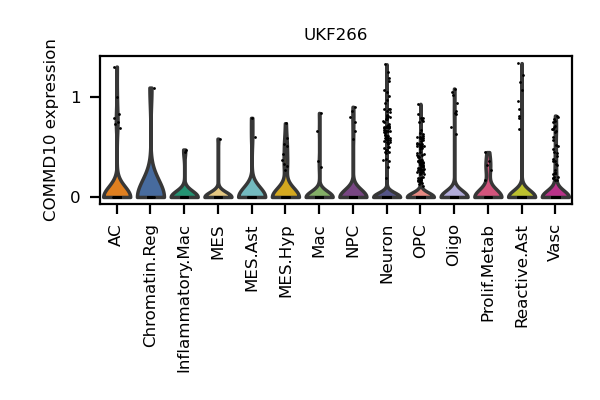 UKF266
COMMD10 expression
1
0
AC
Chromatin.Reg
Inflammatory.Mac
MES
MES.Ast
MES.Hyp
Mac
NPC
Neuron
OPC
Oligo
Prolif.Metab
Reactive.Ast
Vasc